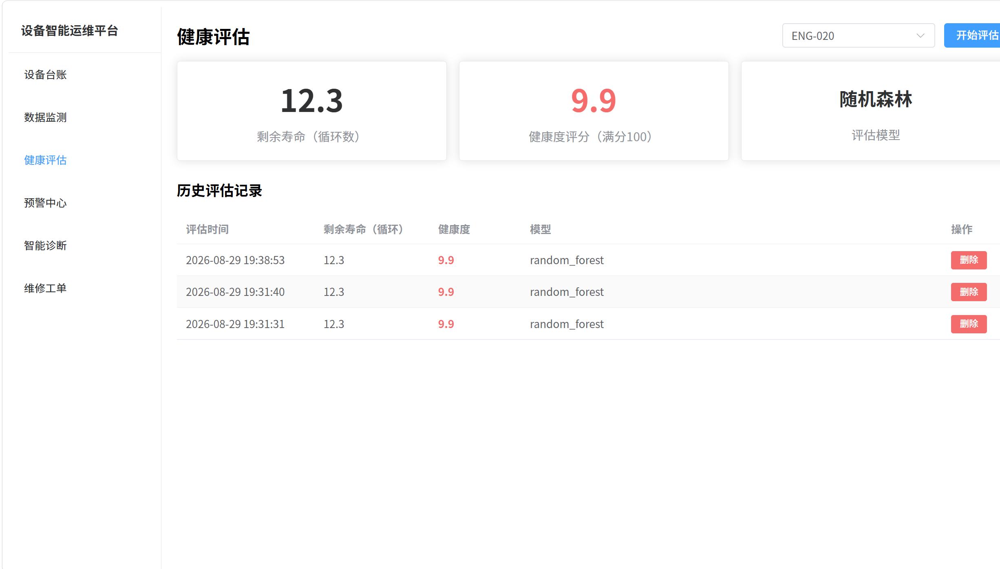 设备智能运维平台
设备台账
数据监测
健康评估
预警中心
智能诊断
维修工单
健康评估
ENG-020
开始评估
12.3
剩余寿命（循环数）
9.9
健康度评分（满分100）
随机森林
评估模型
历史评估记录
评估时间 剩余寿命（循环） 健康度 模型 操作
2026-08-29 19:38:53 12.3 9.9 random_forest 删除
2026-08-29 19:31:40 12.3 9.9 random_forest 删除
2026-08-29 19:31:31 12.3 9.9 random_forest 删除